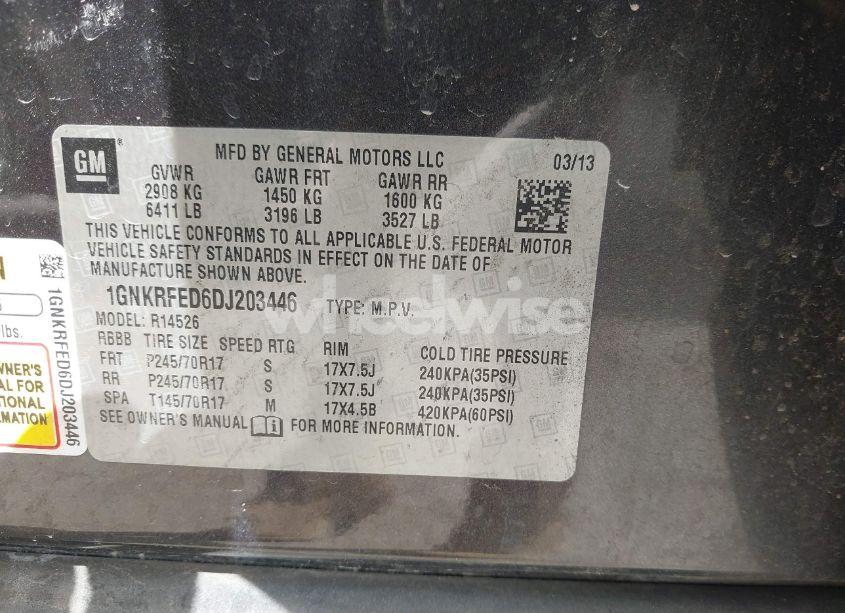 GM
MFD BY GENERAL MOTORS LLC 03/13
GVWR GAWR FRT GAWR RR
2908 KG 1450 KG 1600 KG
6411 LB 3196 LB 3527 LB
THIS VEHICLE CONFORMS TO ALL APPLICABLE U.S. FEDERAL MOTOR
VEHICLE SAFETY STANDARDS IN EFFECT ON THE DATE OF
MANUFACTURE SHOWN ABOVE.
1GNKRFED6DJ203446 TYPE: M.P.V.
MODEL: R14526
RBBB TIRE SIZE SPEED RTG RIM COLD TIRE PRESSURE
FRT P245/70R17 S 17X7.5J 240KPA(35PSI)
RR P245/70R17 S 17X7.5J 240KPA(35PSI)
SPA T145/70R17 M 17X4.5B 420KPA(60PSI)
SEE OWNER'S MANUAL FOR MORE INFORMATION.
wheelwise
lbs.
OWNER'S
FOR
1GNKRFED6DJ203446